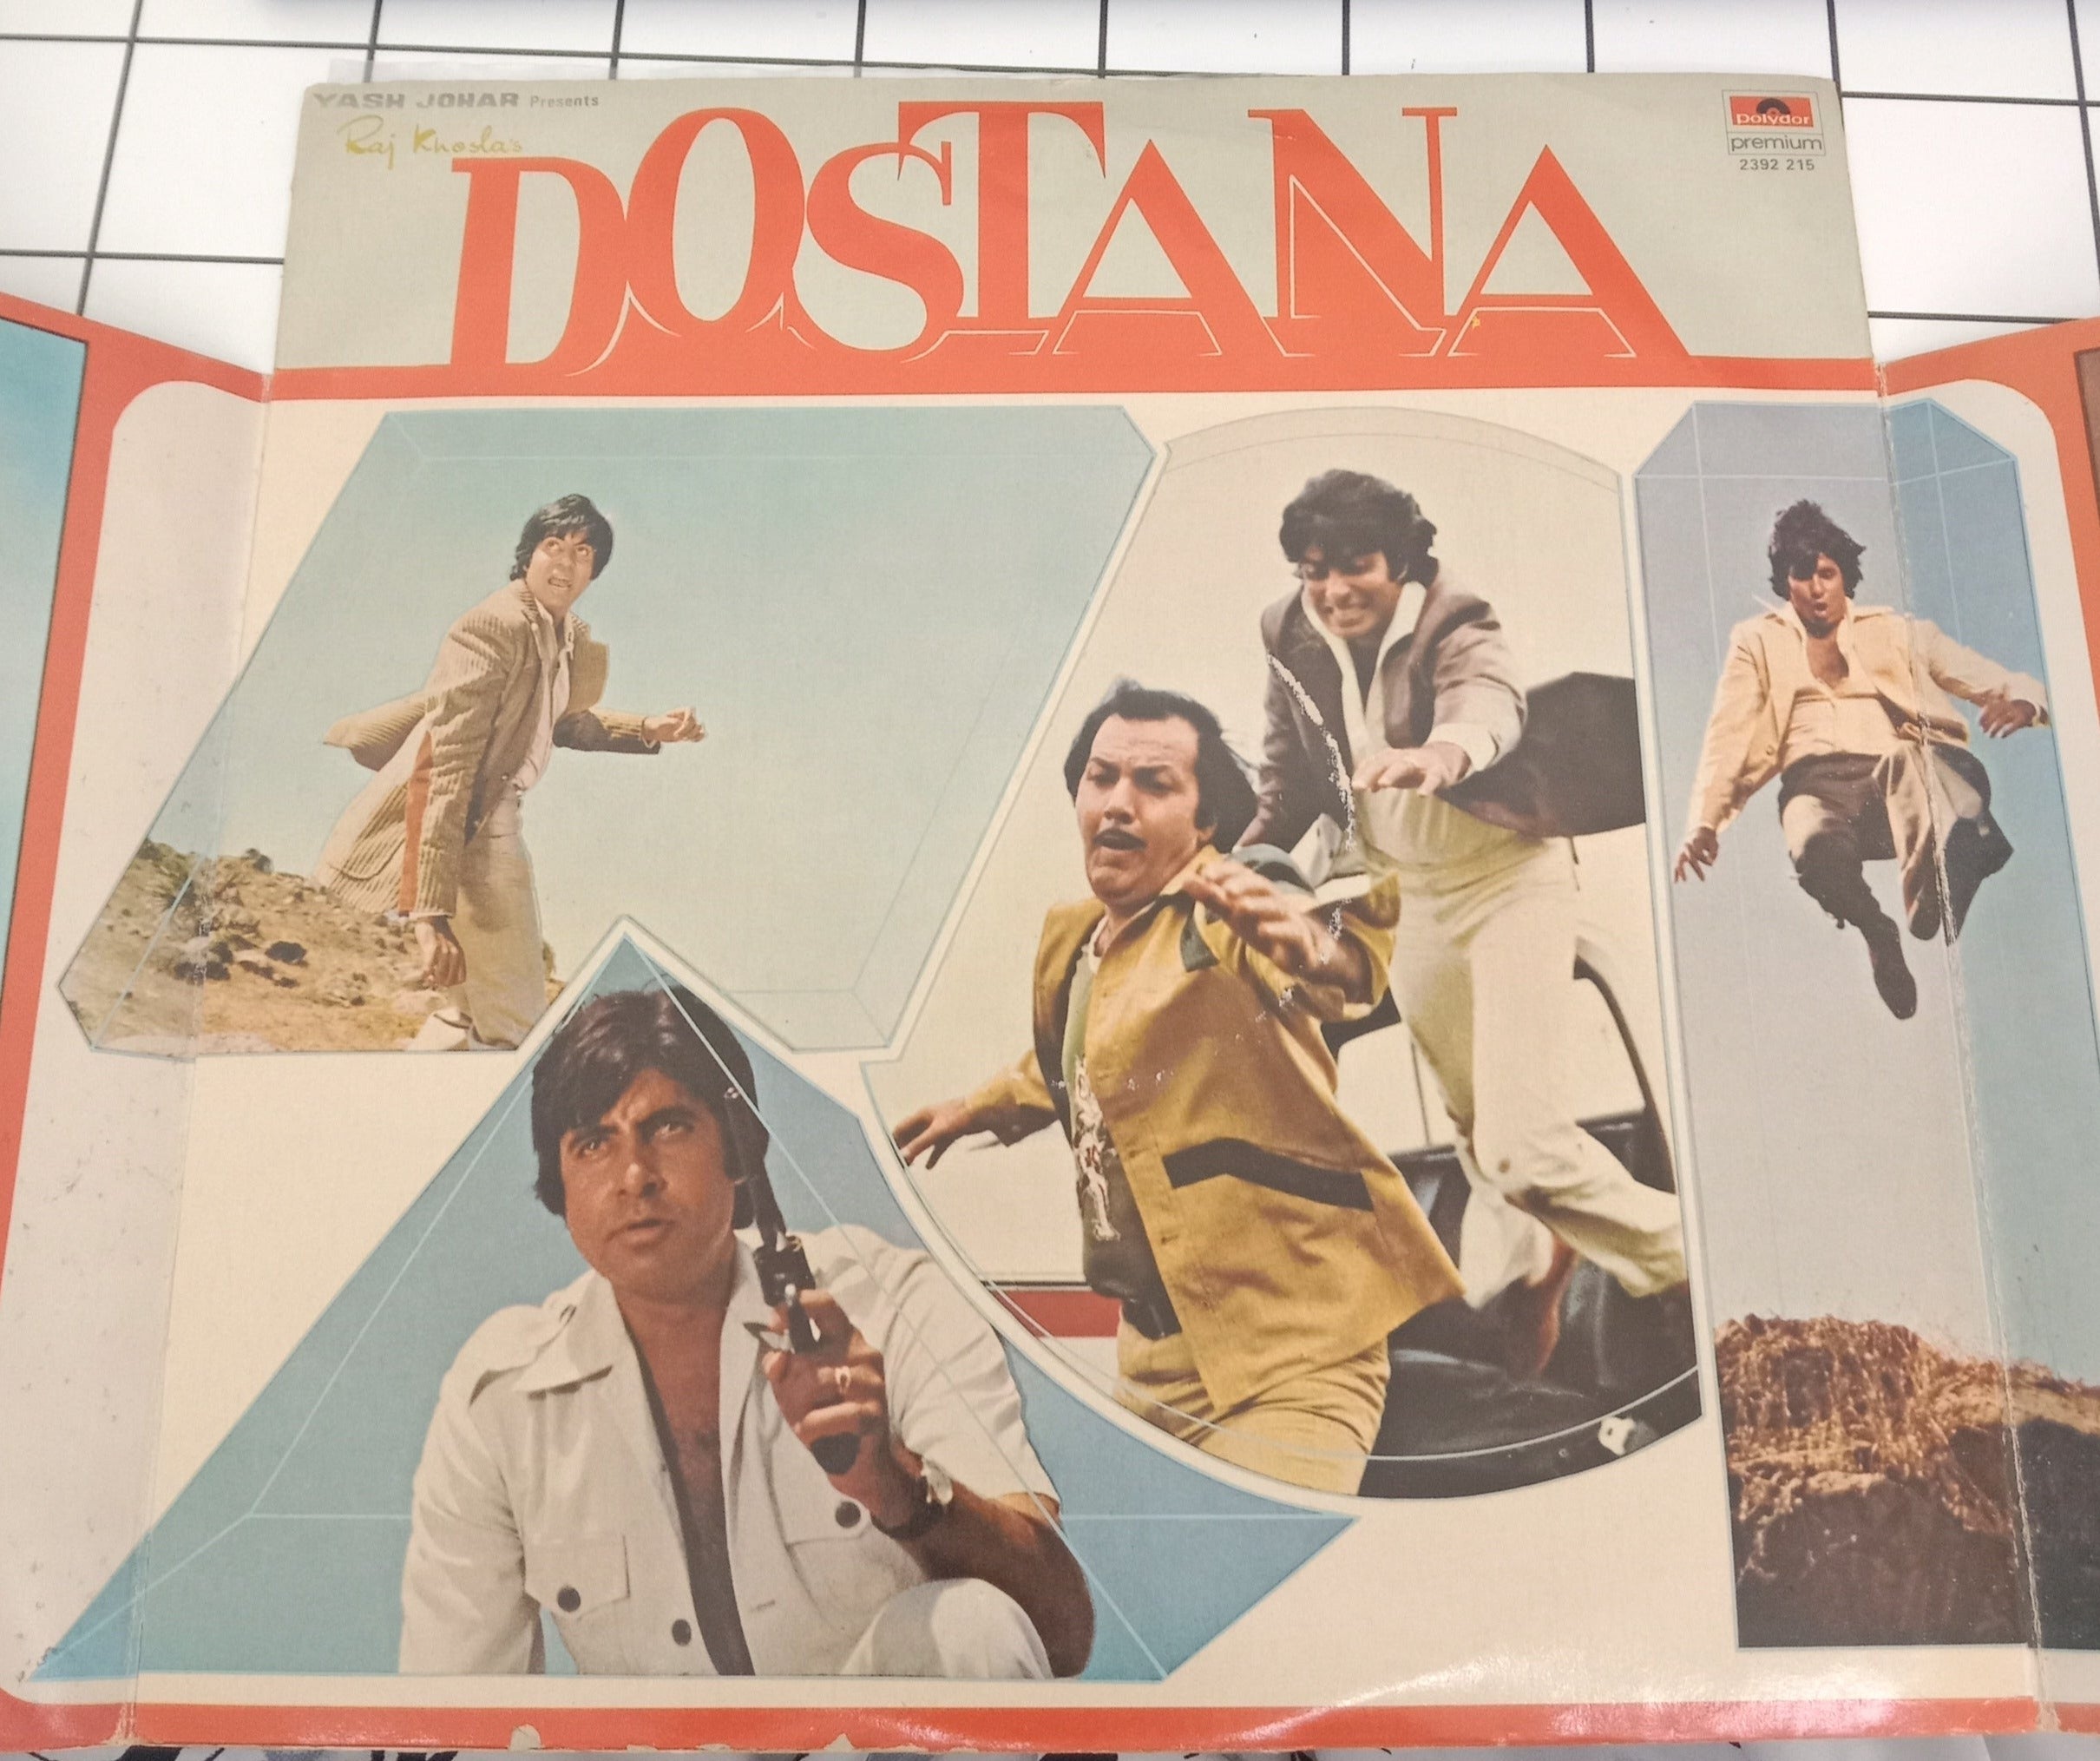 YASH JOHAR Presents
Raj Khosla's
DOSTANA
polydor
premium
2392 215